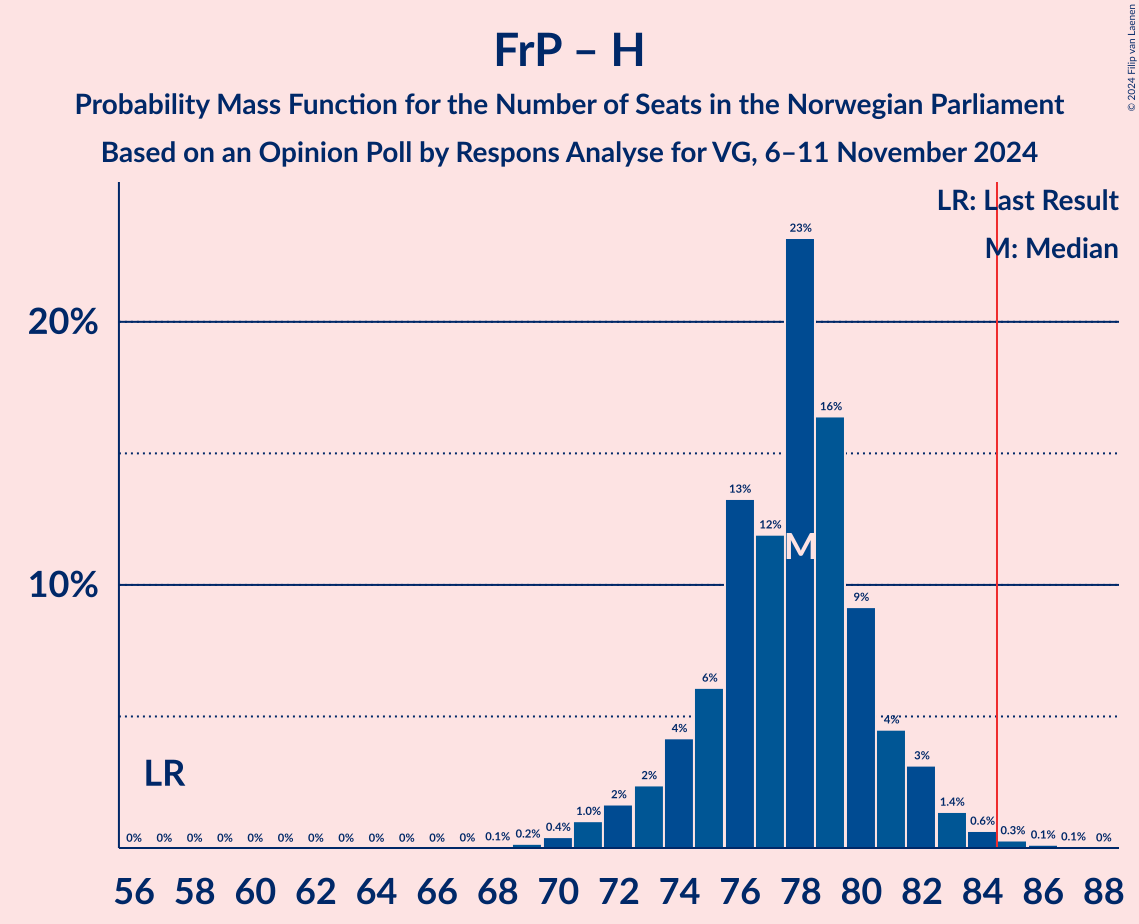 FrP – H
Probability Mass Function for the Number of Seats in the Norwegian Parliament
Based on an Opinion Poll by Respons Analyse for VG, 6–11 November 2024
© 2024 Filip van Laenen
LR: Last Result
M: Median
23%
20%
16%
13%
12%
M
10%
9%
6%
4%
4%
3%
LR
2%
2%
1.4%
1.0%
0.6%
0% 0% 0% 0% 0% 0% 0% 0% 0% 0% 0% 0% 0.1% 0.2% 0.4% 0.3% 0.1% 0.1% 0%
56 58 60 62 64 66 68 70 72 74 76 78 80 82 84 86 88